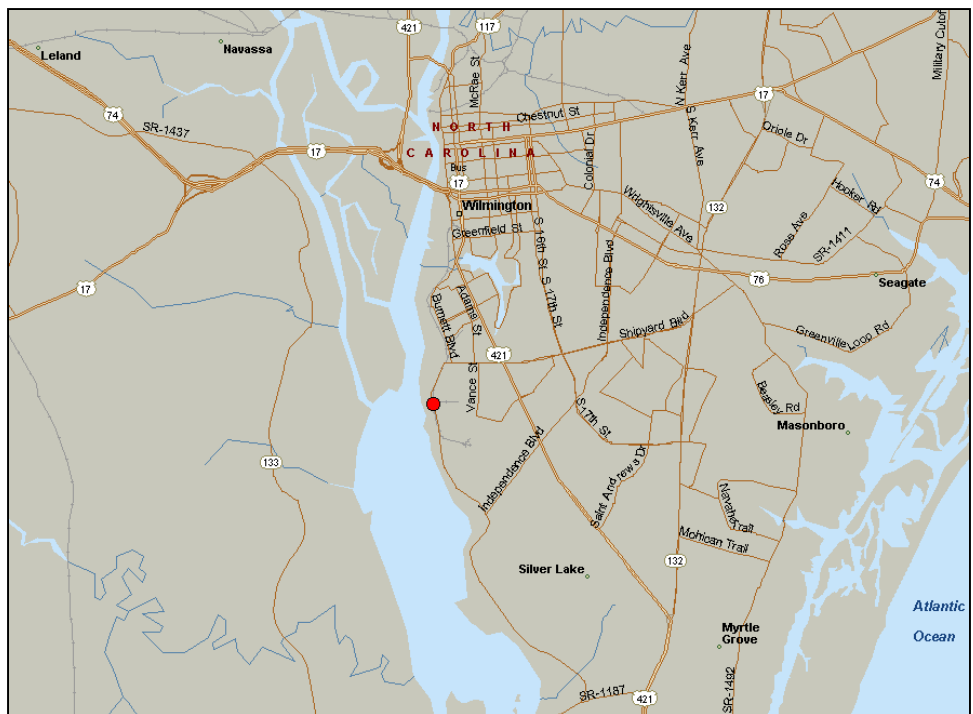 421
117
Leland
Navassa
McRae St
N Kerr Ave
Military Cutof
17
74
SR-1437
Chestnut St
NORTH
S Kerr Ave
Oriole Dr
17
CAROLINA
Colonial Dr
Bus
17
74
Hooker Rd
Wrightsville Ave
132
Wilmington
Greenfield St
S 16th St
Rose Ave
SR-1411
Independence Blvd
76
Seagate
17
S 17th St
Adams St
Burnett Blvd
Shipyard Blvd
Greenville Loop Rd
421
Vance St
Beasley Rd
S 17th St
Masonboro
133
Independence Blvd
Saint Andrews Dr
Navaho Trail
Mohican Trail
132
Silver Lake
Atlantic
Ocean
Myrtle
Grove
SR-1187
421
SR-1492